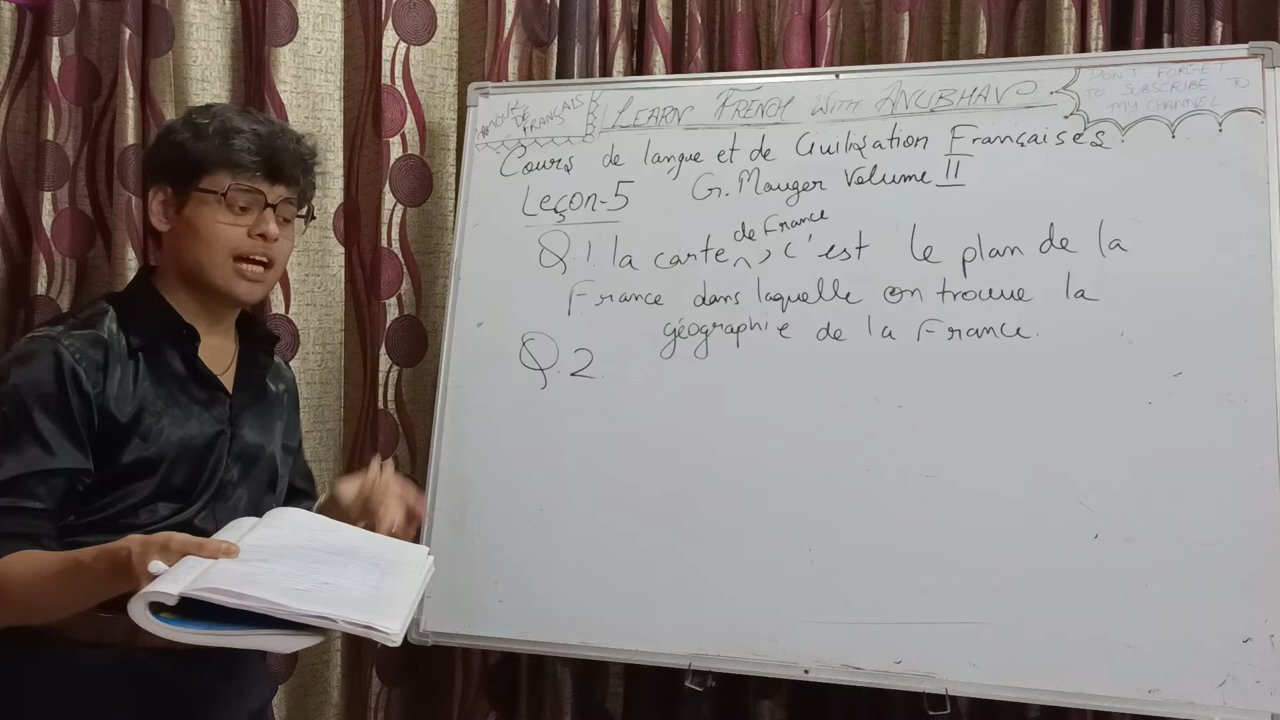 AMOUR DE FRANÇAIS
LEARN FRENCH WITH ANUBHAV
DON'T FORGET
TO SUBSCRIBE TO
MY CHANNEL
Cours de langue et de Civilisation Françaises.
Leçon-5 G. Mauger Volume II
Q.1. la carte de France, c'est le plan de la
France dans laquelle on trouve la
géographie de la France.
Q.2